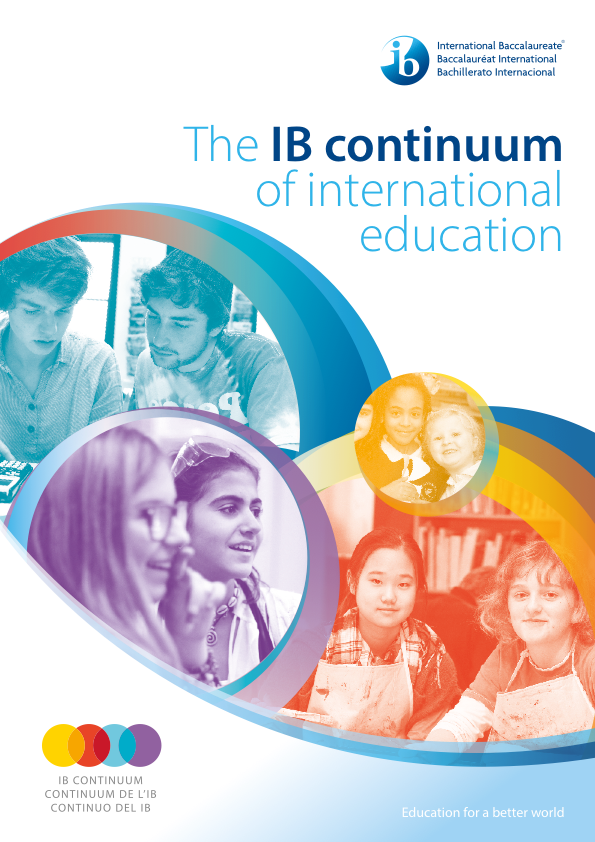 ib
International Baccalaureate®
Baccalauréat International
Bachillerato Internacional
The IB continuum
of international
education
IB CONTINUUM
CONTINUUM DE L'IB
CONTINUO DEL IB
Education for a better world